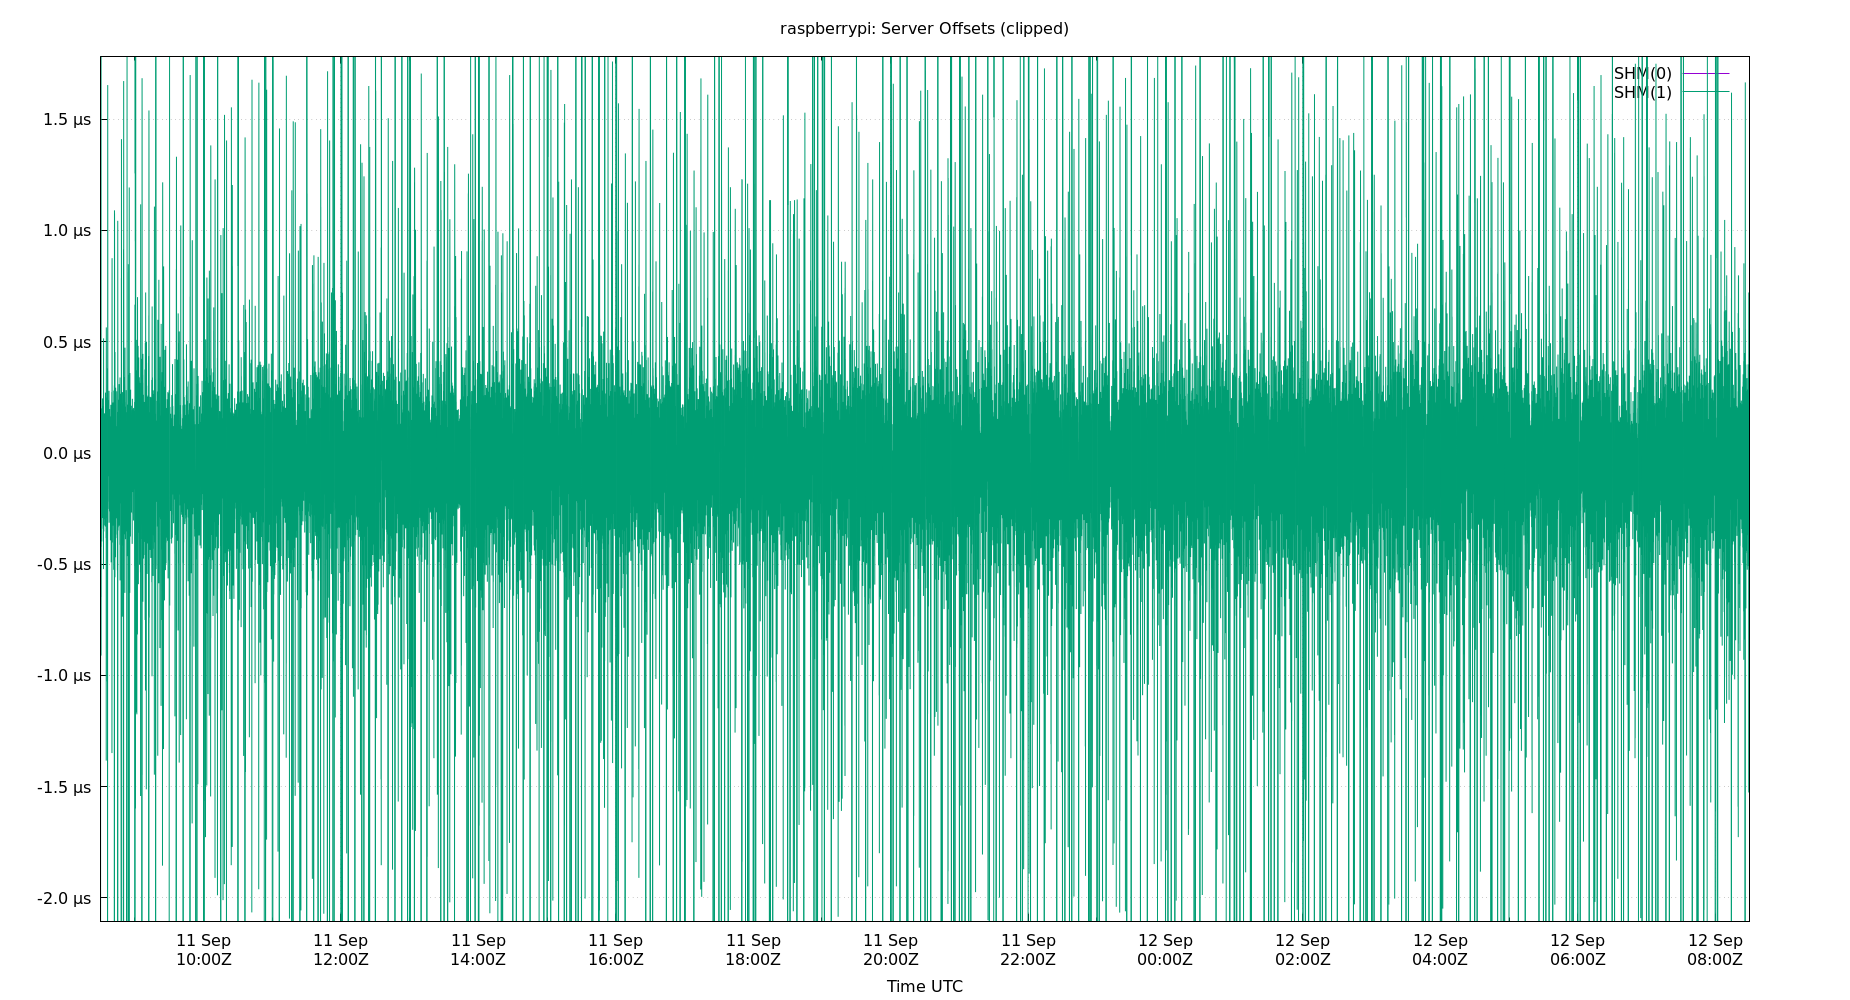 raspberrypi: Server Offsets (clipped)
SHM(0)
SHM(1)
1.5 µs
1.0 µs
0.5 µs
0.0 µs
-0.5 µs
-1.0 µs
-1.5 µs
-2.0 µs
11 Sep 11 Sep 11 Sep 11 Sep 11 Sep 11 Sep 11 Sep 12 Sep 12 Sep 12 Sep 12 Sep 12 Sep
10:00Z 12:00Z 14:00Z 16:00Z 18:00Z 20:00Z 22:00Z 00:00Z 02:00Z 04:00Z 06:00Z 08:00Z
Time UTC